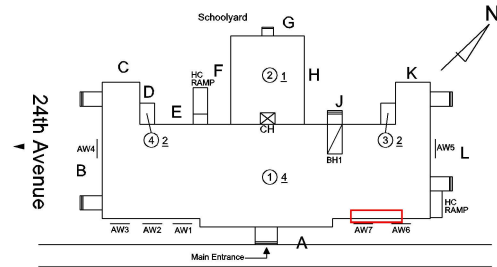 Schoolyard
G
N
C
F
H
K
D
HC
RAMP
2 1
E
J
CH
4 2
3 2
BH1
24th Avenue
AW4
B
AW5
L
1 4
HC
RAMP
AW3
AW2
AW1
A
AW7
AW6
Main Entrance